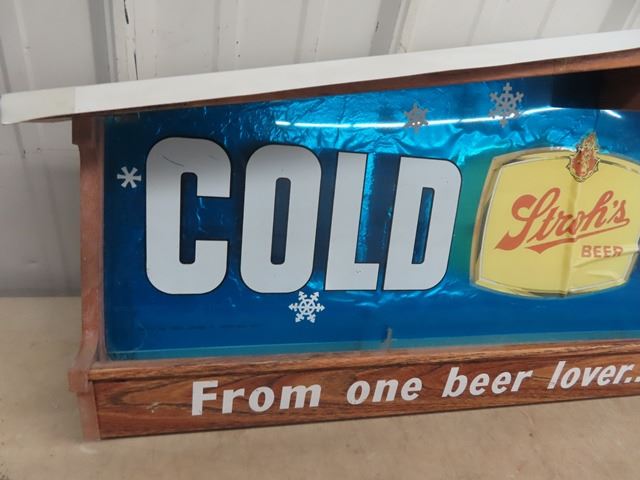 COLD
Stroh's
BEER
From one beer lover...